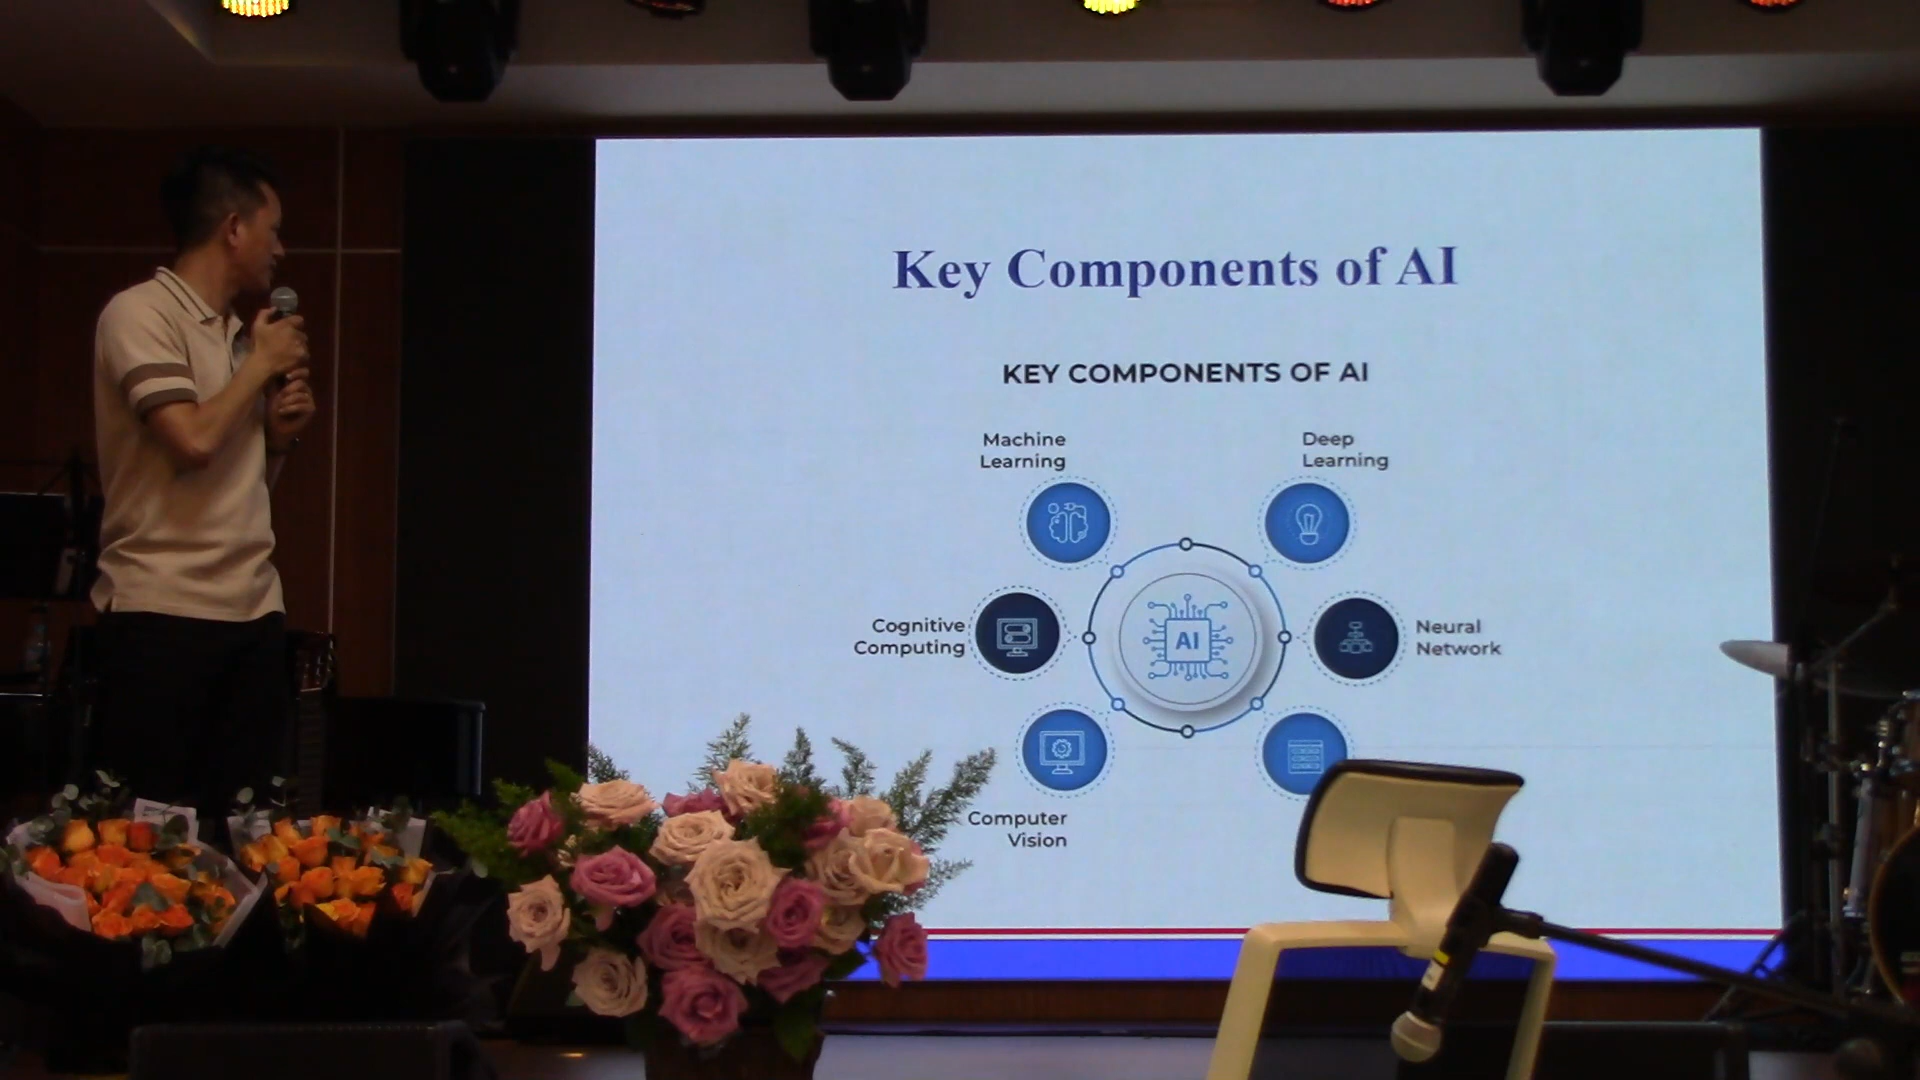 Key Components of AI
KEY COMPONENTS OF AI
Machine
Learning
Deep
Learning
Cognitive
Computing
AI
Neural
Network
Computer
Vision